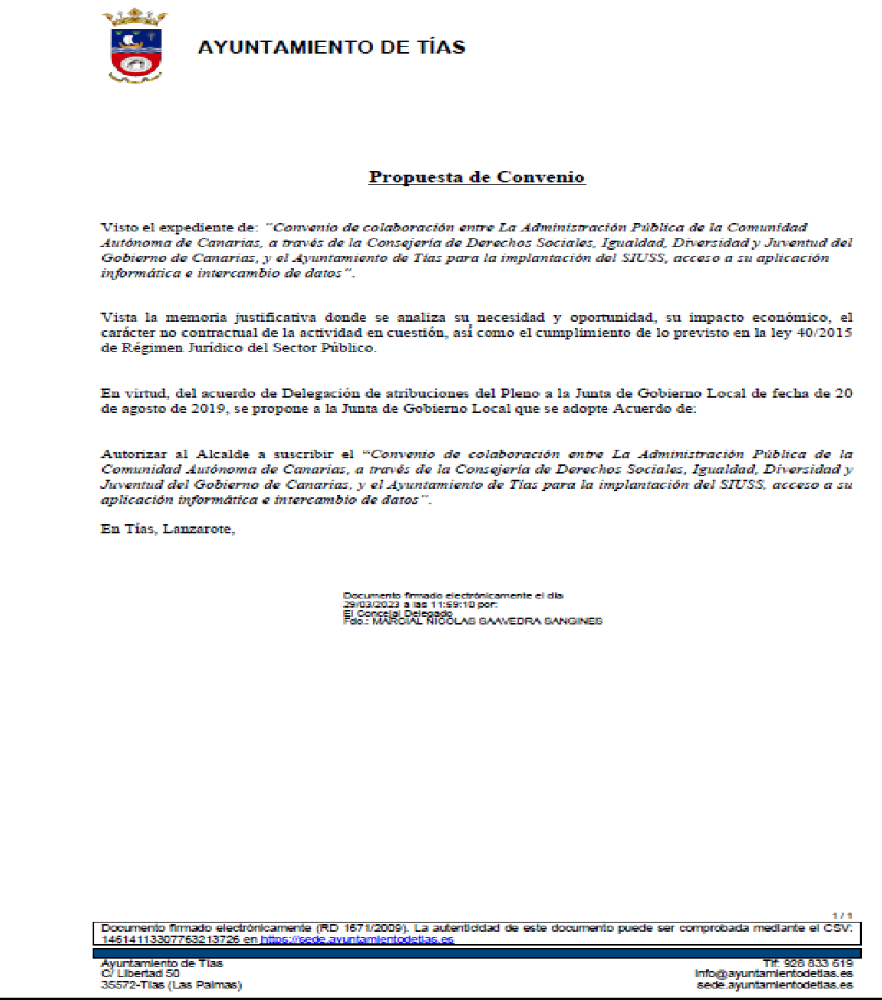 AYUNTAMIENTO DE TÍAS
Propuesta de Convenio
Visto el expediente de: "Convenio de colaboración entre La Administración Pública de la Comunidad
Autónoma de Canarias, a través de la Consejería de Derechos Sociales, Igualdad, Diversidad y Juventud del
Gobierno de Canarias, y el Ayuntamiento de Tías para la implantación del SIUSS, acceso a su aplicación
informática e intercambio de datos".
Vista la memoria justificativa donde se analiza su necesidad y oportunidad, su impacto económico, el
carácter no contractual de la actividad en cuestión, así como el cumplimiento de lo previsto en la ley 40/2015
de Régimen Jurídico del Sector Público.
En virtud, del acuerdo de Delegación de atribuciones del Pleno a la Junta de Gobierno Local de fecha de 20
de agosto de 2019, se propone a la Junta de Gobierno Local que se adopte Acuerdo de:
Autorizar al Alcalde a suscribir el "Convenio de colaboración entre La Administración Pública de la
Comunidad Autónoma de Canarias, a través de la Consejería de Derechos Sociales, Igualdad, Diversidad y
Juventud del Gobierno de Canarias, y el Ayuntamiento de Tías para la implantación del SIUSS, acceso a su
aplicación informática e intercambio de datos".
En Tías, Lanzarote,
Documento firmado electrónicamente el día
29/03/2023 a las 11:59:10 por:
El Concejal Delegado
Fdo.: MARCIAL NICOLAS SAAVEDRA SANGINES
1 / 1
Documento firmado electrónicamente (RD 1671/2009). La autenticidad de este documento puede ser comprobada mediante el CSV:
14614113307763213726 en https://sede.ayuntamientodetias.es
Ayuntamiento de Tías
C/ Libertad 50
35572-Tías (Las Palmas)
Tlf: 928 833 619
info@ayuntamientodetias.es
sede.ayuntamientodetias.es